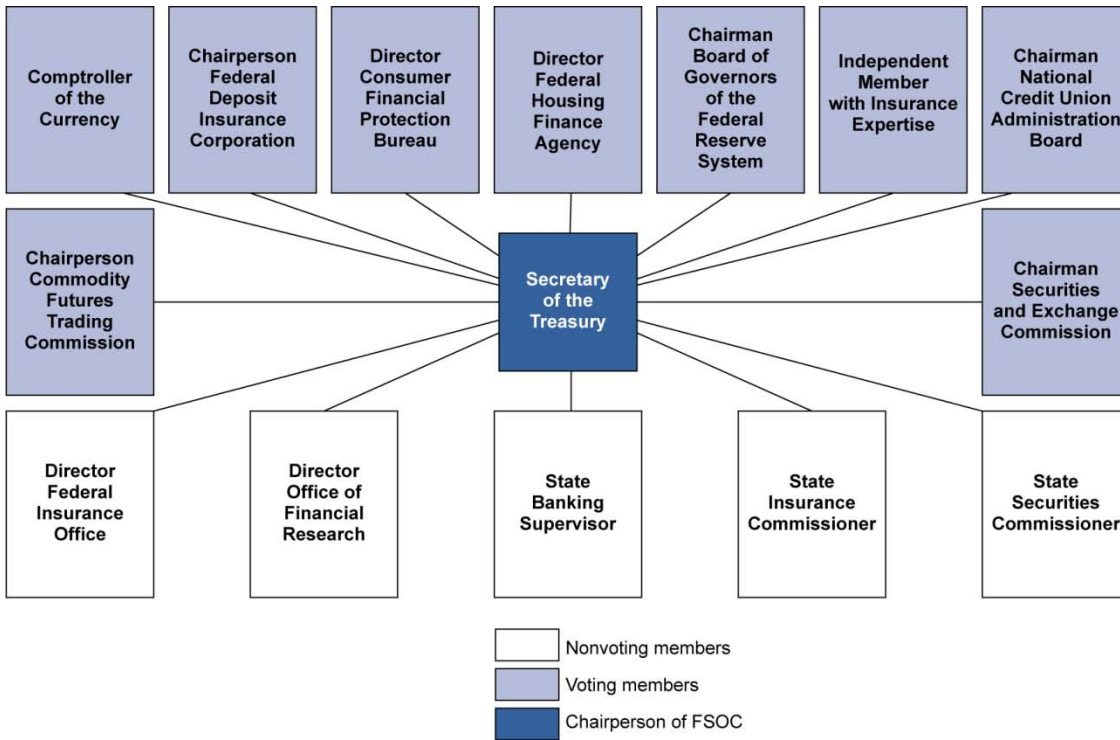 Comptroller
of the
Currency
Chairperson
Federal
Deposit
Insurance
Corporation
Director
Consumer
Financial
Protection
Bureau
Director
Federal
Housing
Finance
Agency
Chairman
Board of
Governors
of the
Federal
Reserve
System
Independent
Member
with Insurance
Expertise
Chairman
National
Credit Union
Administration
Board
Chairperson
Commodity
Futures
Trading
Commission
Secretary
of the
Treasury
Chairman
Securities
and Exchange
Commission
Director
Federal
Insurance
Office
Director
Office of
Financial
Research
State
Banking
Supervisor
State
Insurance
Commissioner
State
Securities
Commissioner
Nonvoting members
Voting members
Chairperson of FSOC